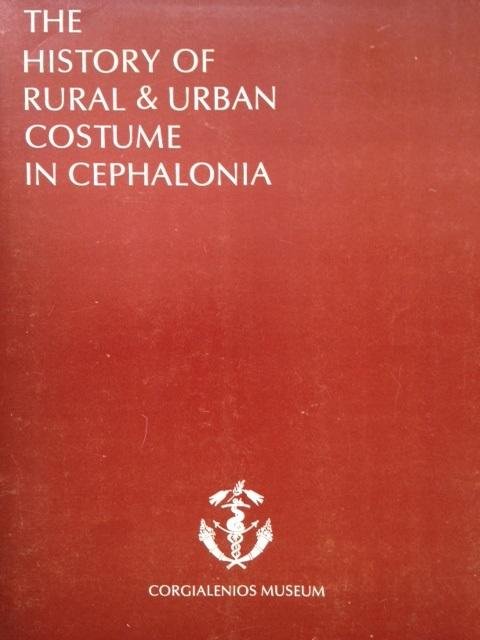 THE
HISTORY OF
RURAL & URBAN
COSTUME
IN CEPHALONIA
CORGIALENIOS MUSEUM